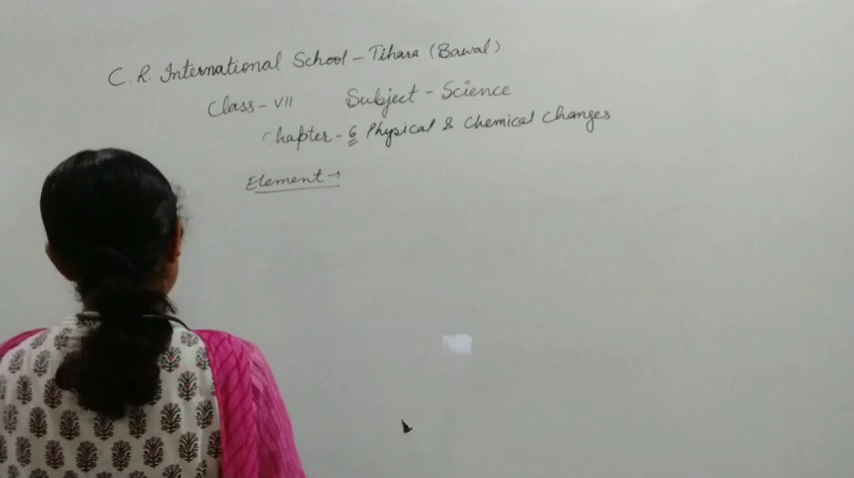 C. R. International School - Tihara (Bawal)
Class - VII Subject - Science
Chapter - 6 Physical & Chemical Changes
Element →